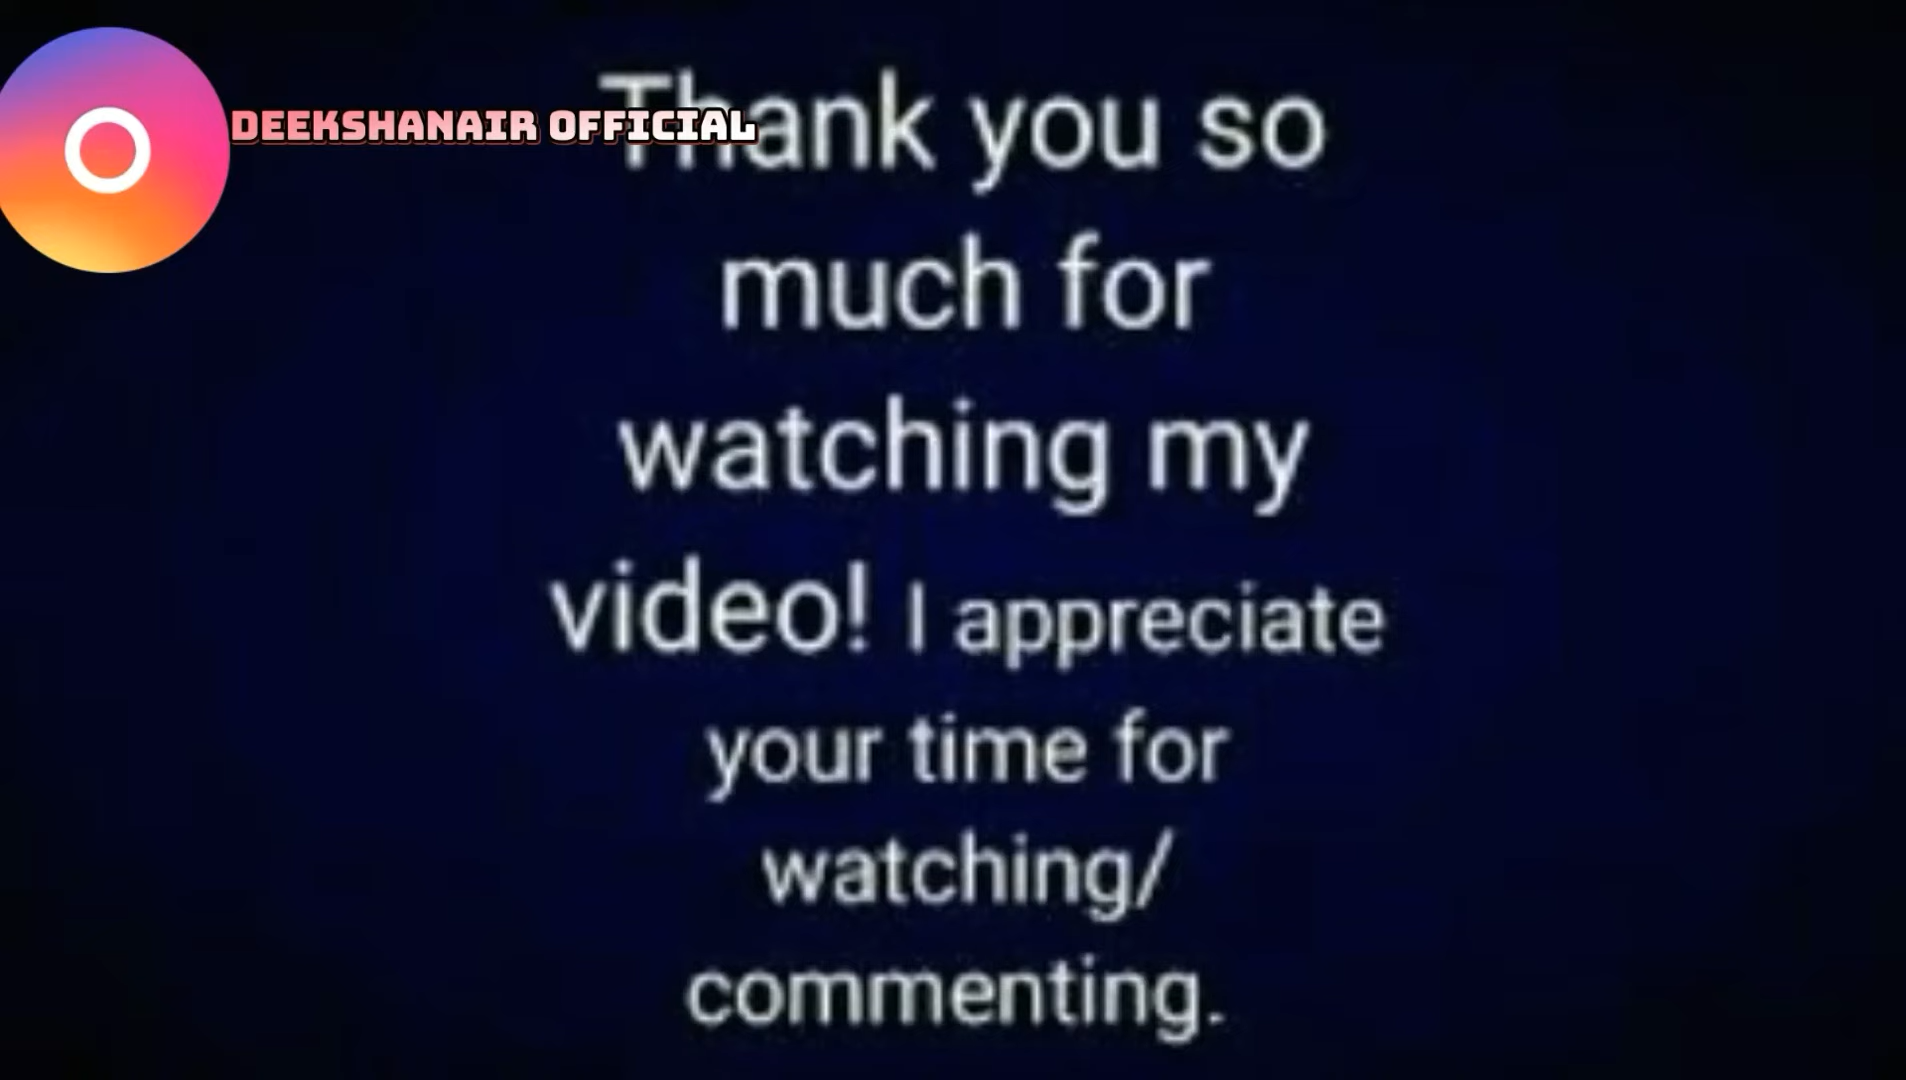 DEEKSHANAIR OFFICIAL
Thank you so
much for
watching my
video! I appreciate
your time for
watching/
commenting.